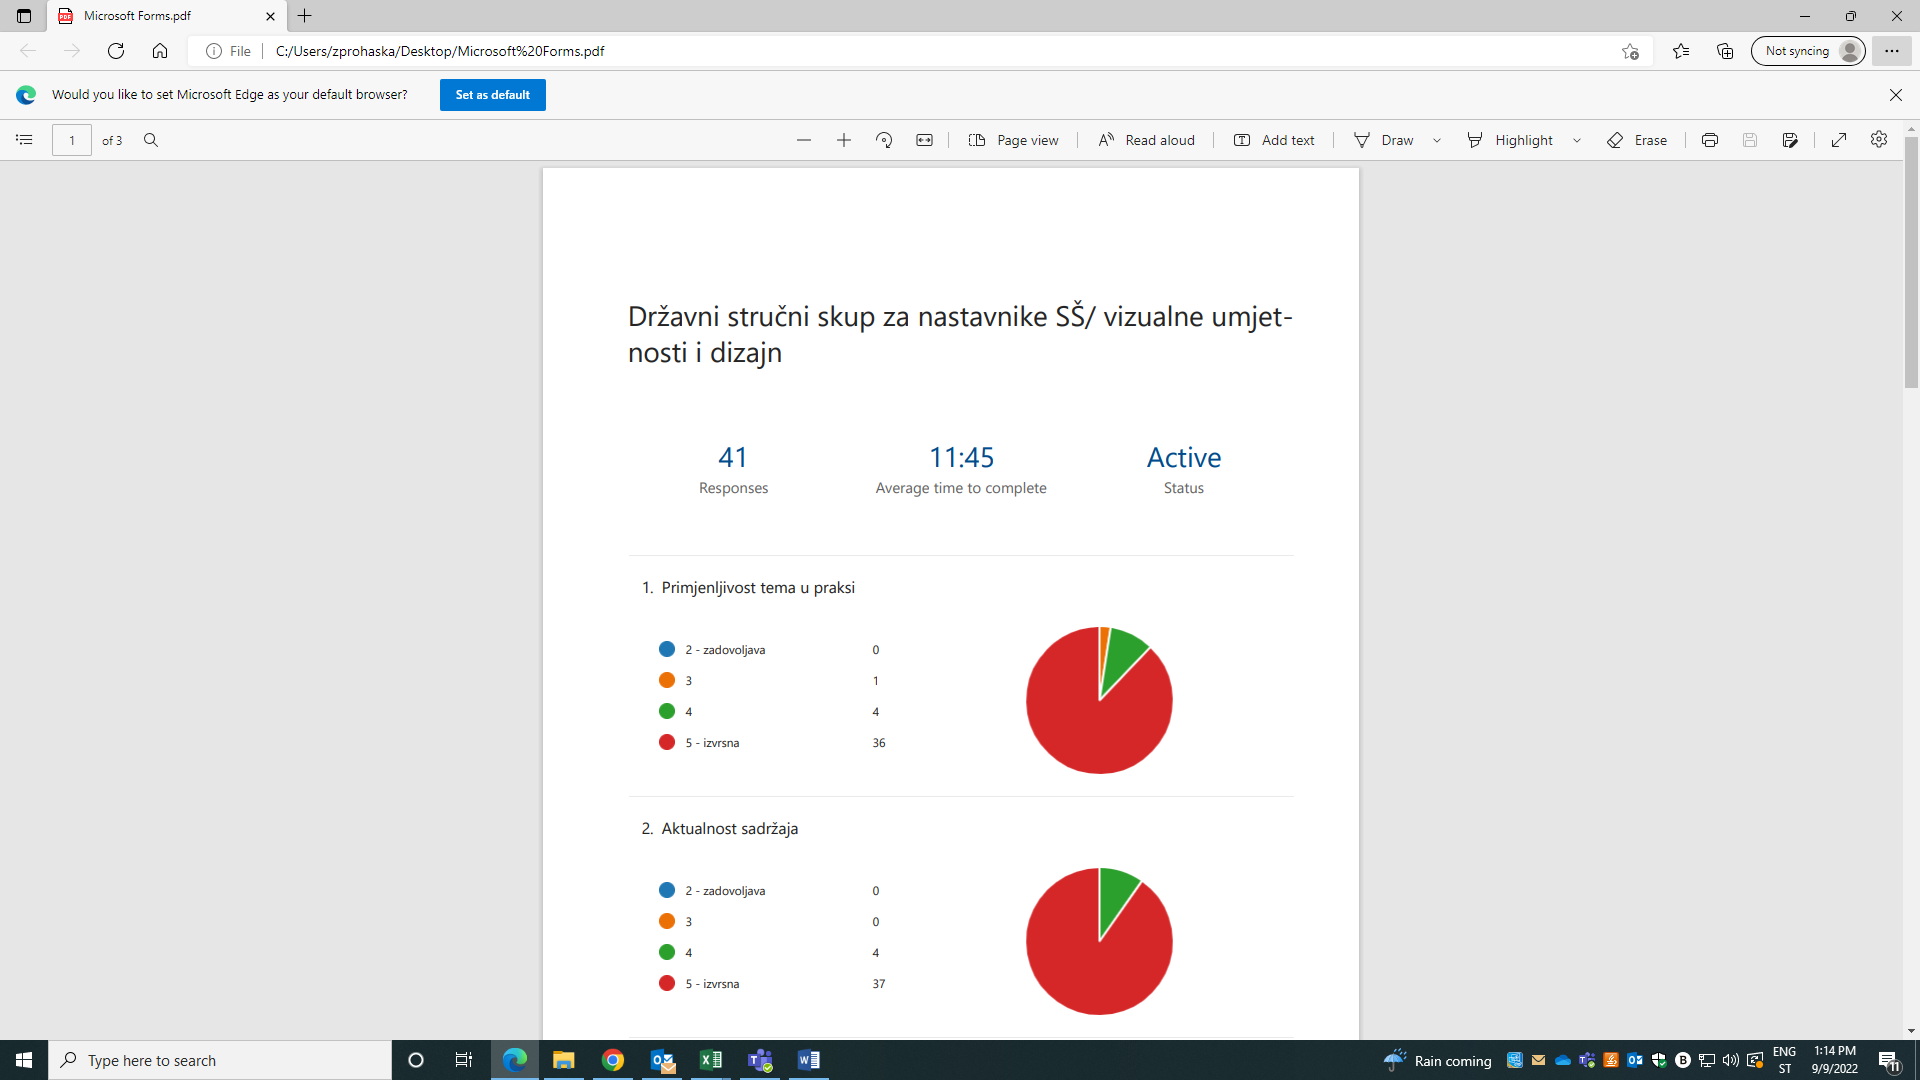 Microsoft Forms.pdf
File
C:/Users/zprohaska/Desktop/Microsoft%20Forms.pdf
Not syncing
Would you like to set Microsoft Edge as your default browser?
Set as default
1
of 3
Page view
Read aloud
Add text
Draw
Highlight
Erase
Državni stručni skup za nastavnike SŠ/ vizualne umjet-
nosti i dizajn
41
Responses
11:45
Average time to complete
Active
Status
1. Primjenljivost tema u praksi
2 - zadovoljava 0
3 1
4 4
5 - izvrsna 36
2. Aktualnost sadržaja
2 - zadovoljava 0
3 0
4 4
5 - izvrsna 37
Type here to search
Rain coming
ENG
ST
1:14 PM
9/9/2022
11